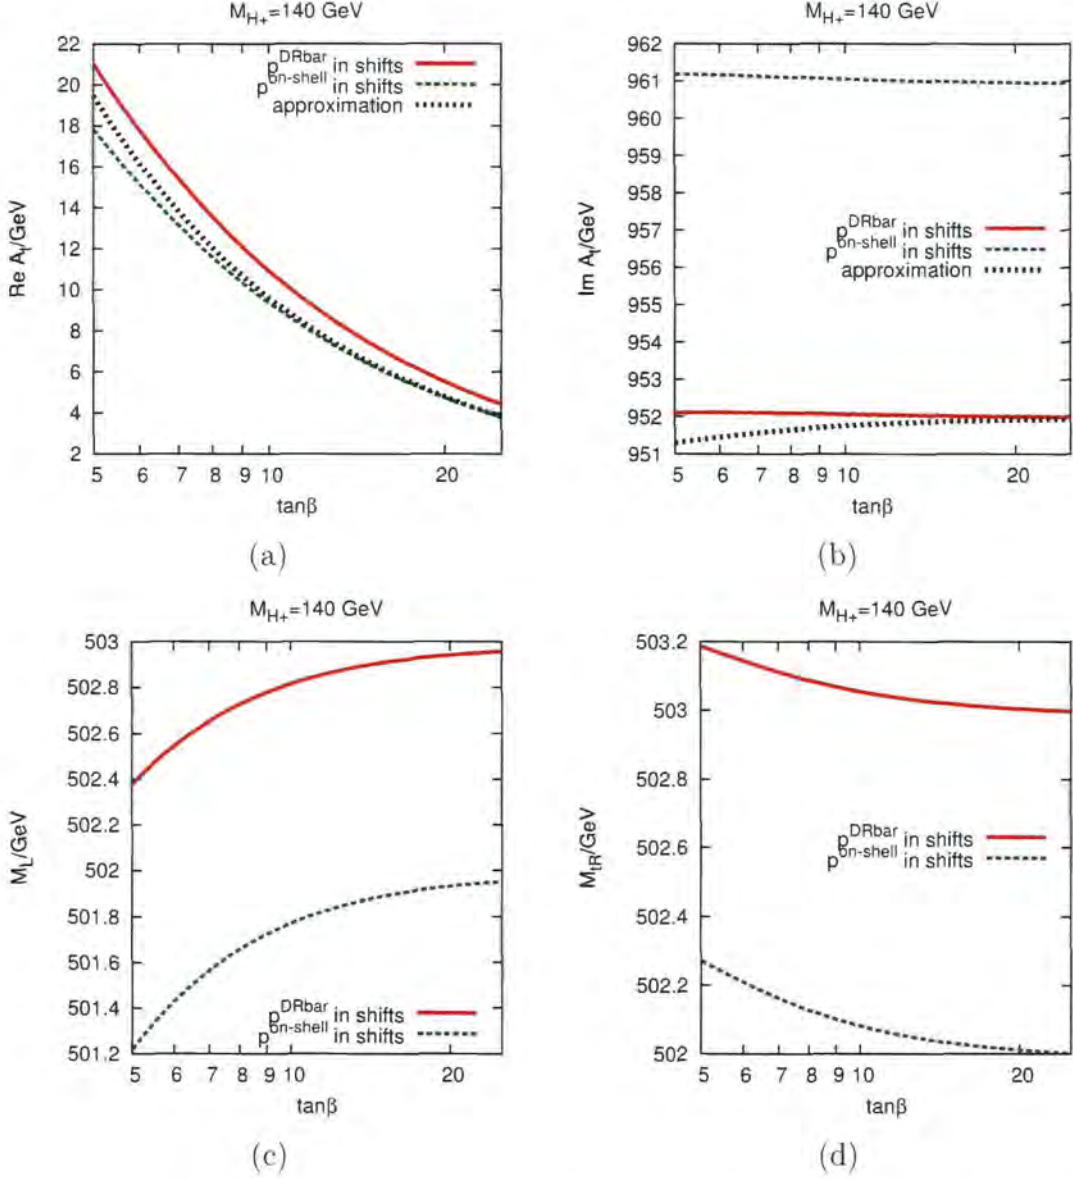 M_H+=140 GeV
22
20
18
16
14
12
10
8
6
4
2
Re A_t/GeV
p^DRbar in shifts
p^on-shell in shifts
approximation
5 6 7 8 9 10 20
tanβ
(a)
M_H+=140 GeV
962
961
960
959
958
957
956
955
954
953
952
951
Im A_t/GeV
p^DRbar in shifts
p^on-shell in shifts
approximation
5 6 7 8 9 10 20
tanβ
(b)
M_H+=140 GeV
503
502.8
502.6
502.4
502.2
502
501.8
501.6
501.4
501.2
M_L/GeV
p^DRbar in shifts
p^on-shell in shifts
5 6 7 8 9 10 20
tanβ
(c)
M_H+=140 GeV
503.2
503
502.8
502.6
502.4
502.2
502
M_tR/GeV
p^DRbar in shifts
p^on-shell in shifts
5 6 7 8 9 10 20
tanβ
(d)